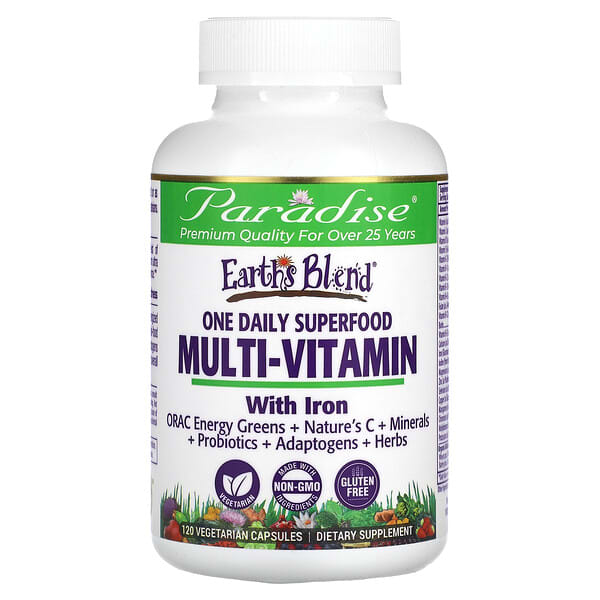 Paradise®
Premium Quality For Over 25 Years
Earth's Blend®
ONE DAILY SUPERFOOD
MULTI-VITAMIN
With Iron
ORAC Energy Greens + Nature's C + Minerals
+ Probiotics + Adaptogens + Herbs
VEGETARIAN
MADE WITH
NON-GMO
INGREDIENTS
GLUTEN
FREE
120 VEGETARIAN CAPSULES | DIETARY SUPPLEMENT